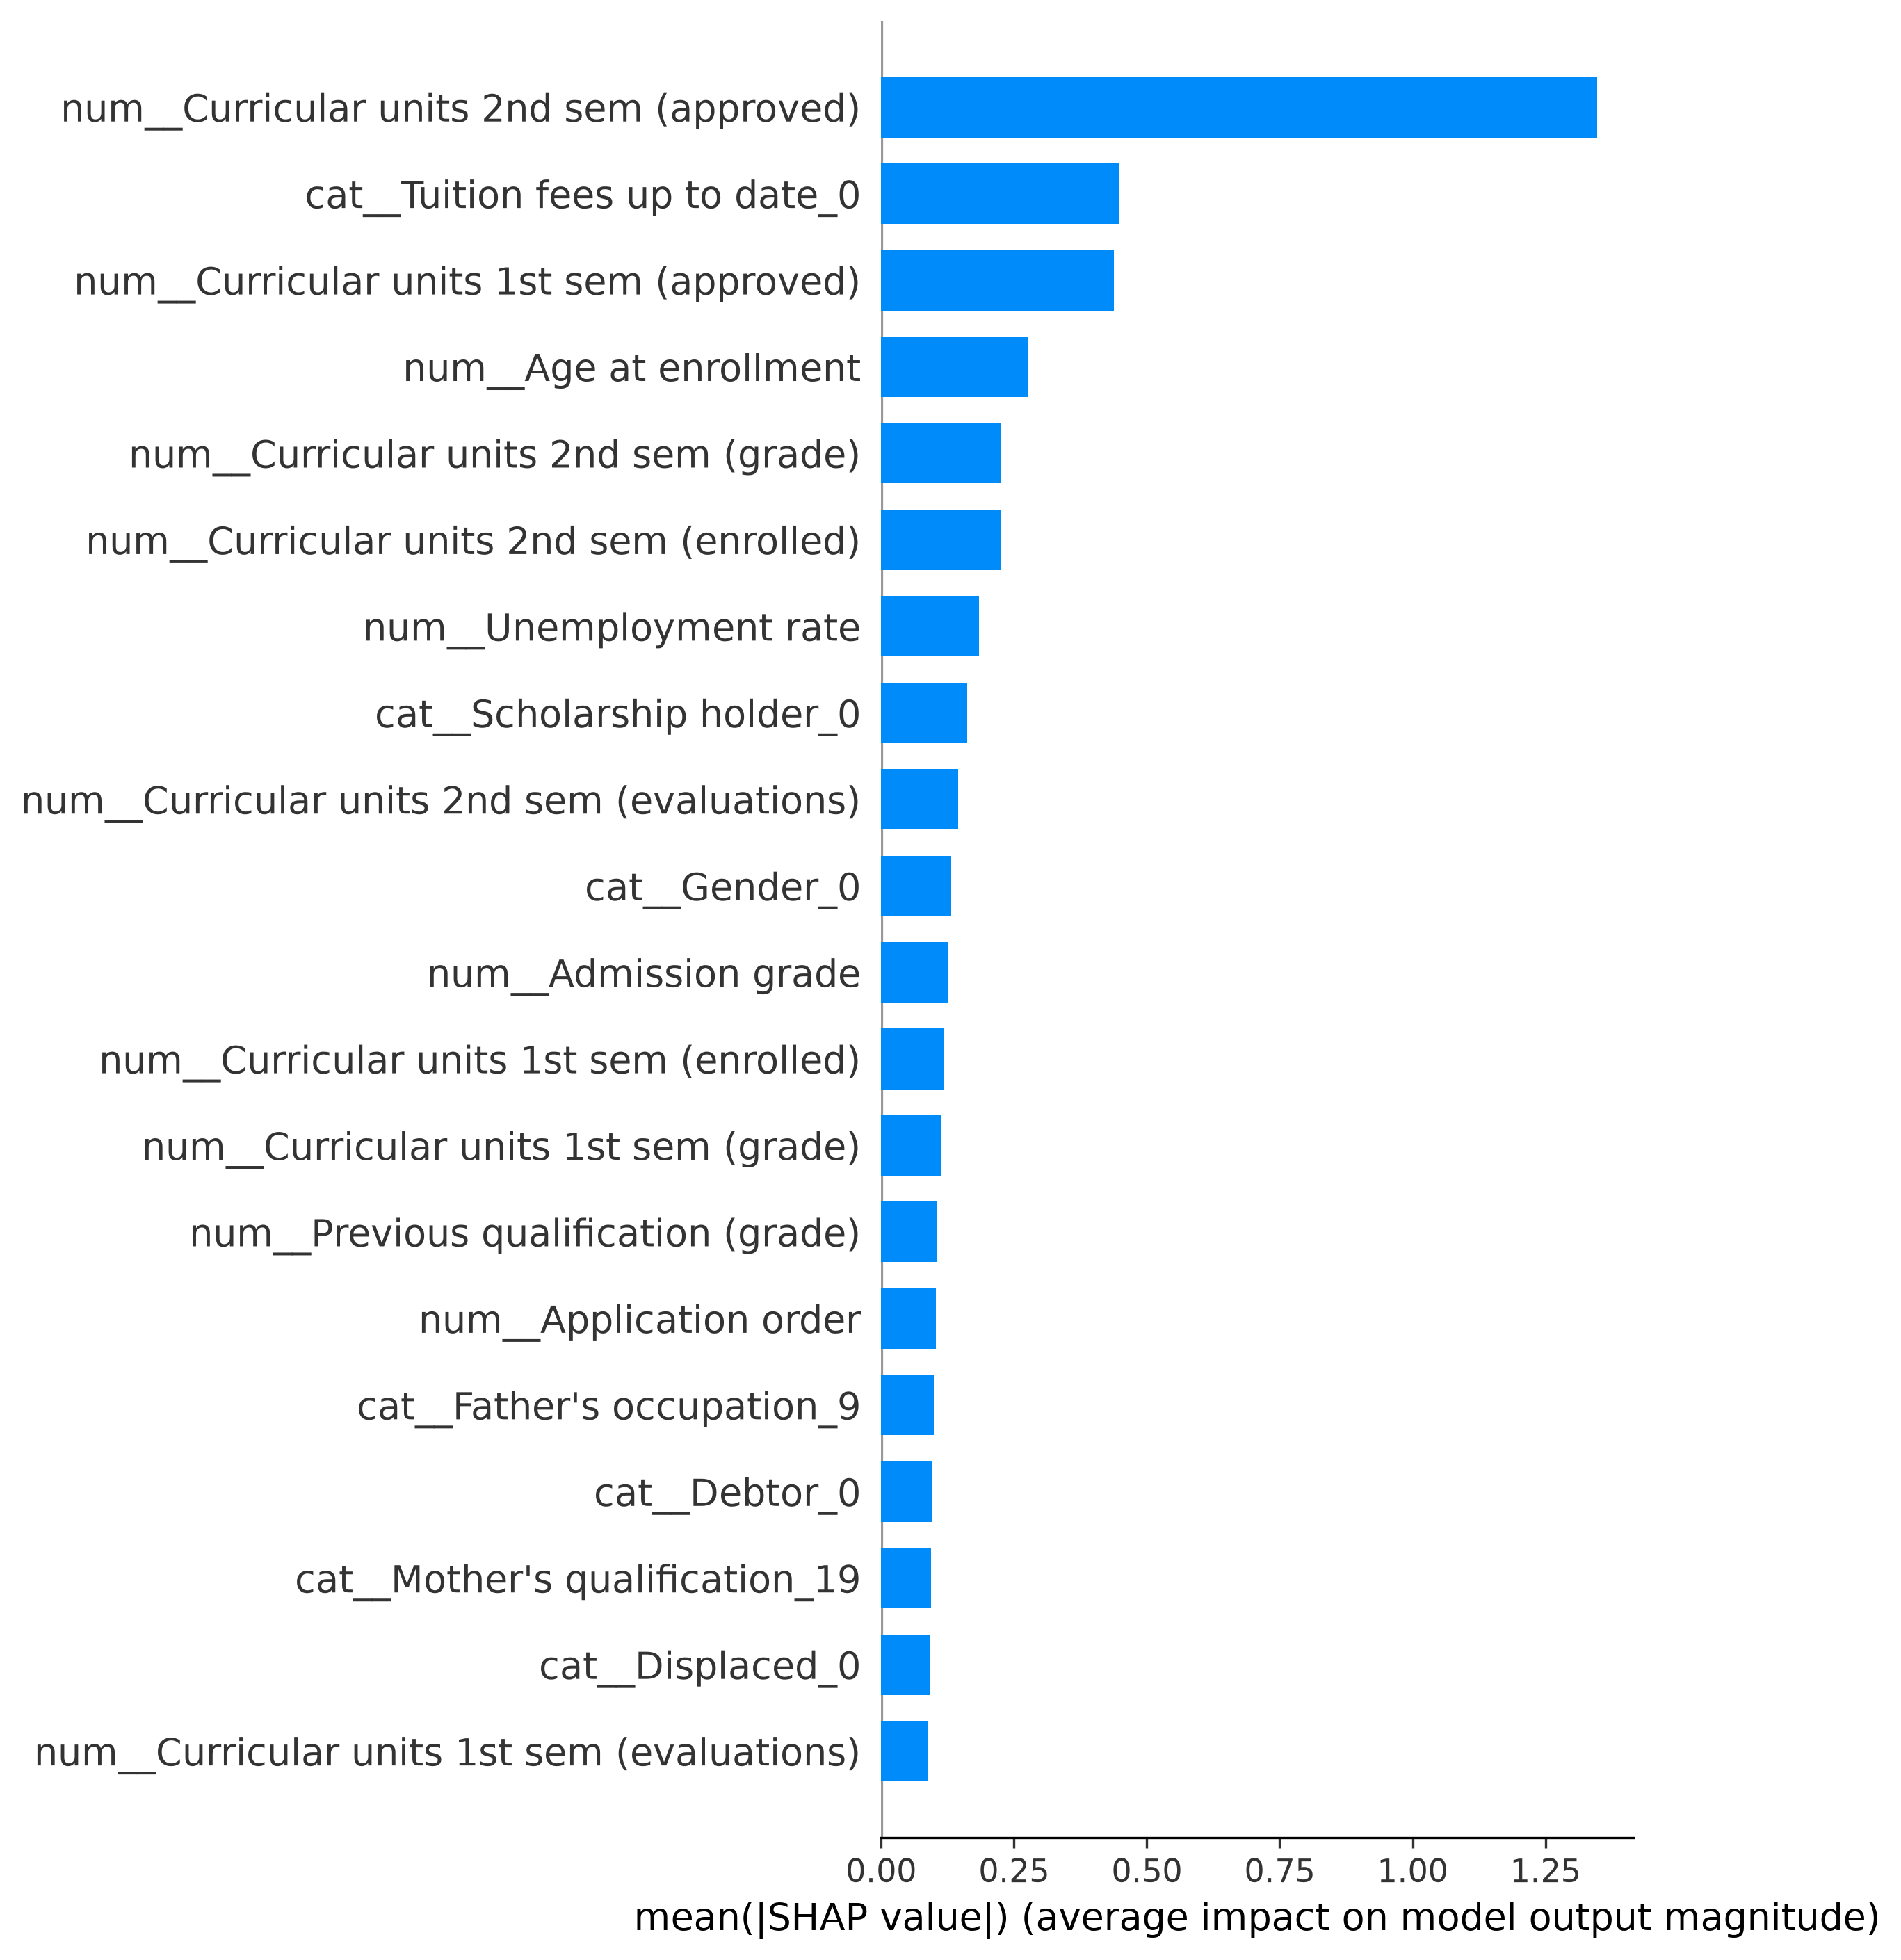 num__Curricular units 2nd sem (approved)
cat__Tuition fees up to date_0
num__Curricular units 1st sem (approved)
num__Age at enrollment
num__Curricular units 2nd sem (grade)
num__Curricular units 2nd sem (enrolled)
num__Unemployment rate
cat__Scholarship holder_0
num__Curricular units 2nd sem (evaluations)
cat__Gender_0
num__Admission grade
num__Curricular units 1st sem (enrolled)
num__Curricular units 1st sem (grade)
num__Previous qualification (grade)
num__Application order
cat__Father's occupation_9
cat__Debtor_0
cat__Mother's qualification_19
cat__Displaced_0
num__Curricular units 1st sem (evaluations)
0.00 0.25 0.50 0.75 1.00 1.25
mean(|SHAP value|) (average impact on model output magnitude)